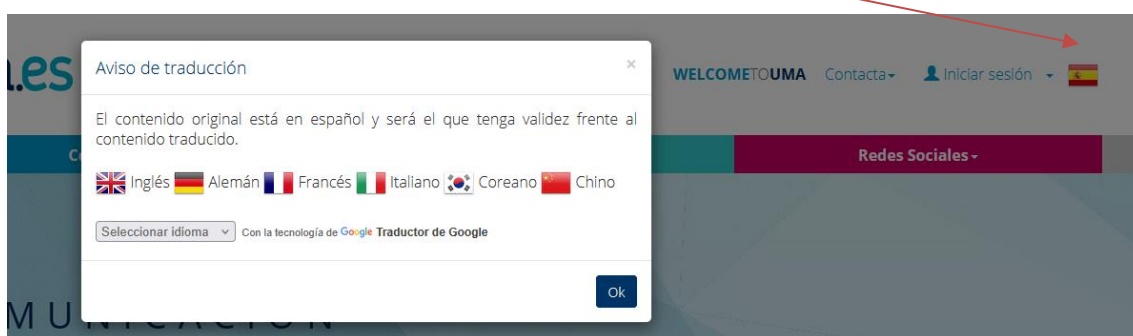 .es
Aviso de traducción ×
WELCOMETOUMA Contacta Iniciar sesión
El contenido original está en español y será el que tenga validez frente al
contenido traducido.
Redes Sociales
Inglés Alemán Francés Italiano Coreano Chino
Seleccionar idioma Con la tecnología de Google Traductor de Google
Ok